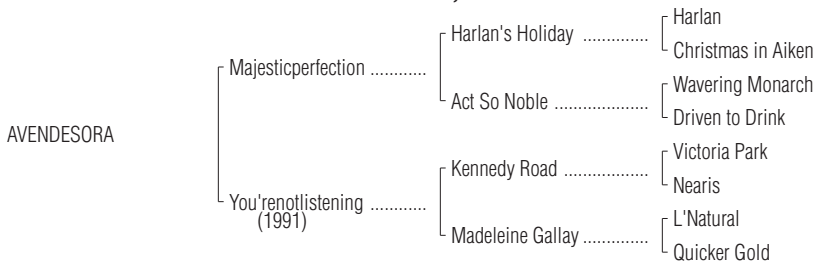 Harlan
Harlan's Holiday ..............
Christmas in Aiken
Majesticperfection ............
Wavering Monarch
Act So Noble ....................
Driven to Drink
AVENDESORA
Victoria Park
Kennedy Road ..................
Nearis
You'renotlistening ............
(1991)
L'Natural
Madeleine Gallay ..............
Quicker Gold